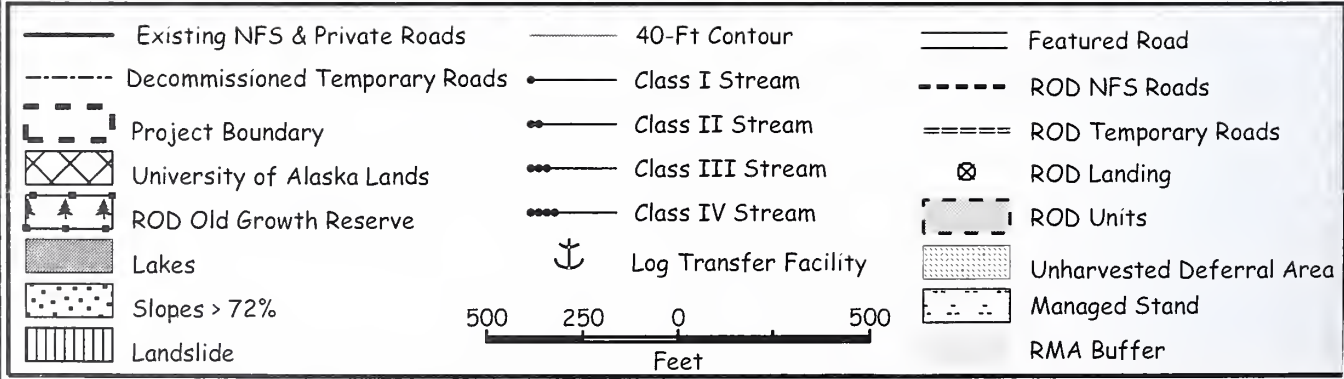 Existing NFS & Private Roads
Decommissioned Temporary Roads
Project Boundary
University of Alaska Lands
ROD Old Growth Reserve
Lakes
Slopes > 72%
Landslide
40-Ft Contour
Class I Stream
Class II Stream
Class III Stream
Class IV Stream
Log Transfer Facility
500 250 0 500
Feet
Featured Road
ROD NFS Roads
ROD Temporary Roads
ROD Landing
ROD Units
Unharvested Deferral Area
Managed Stand
RMA Buffer